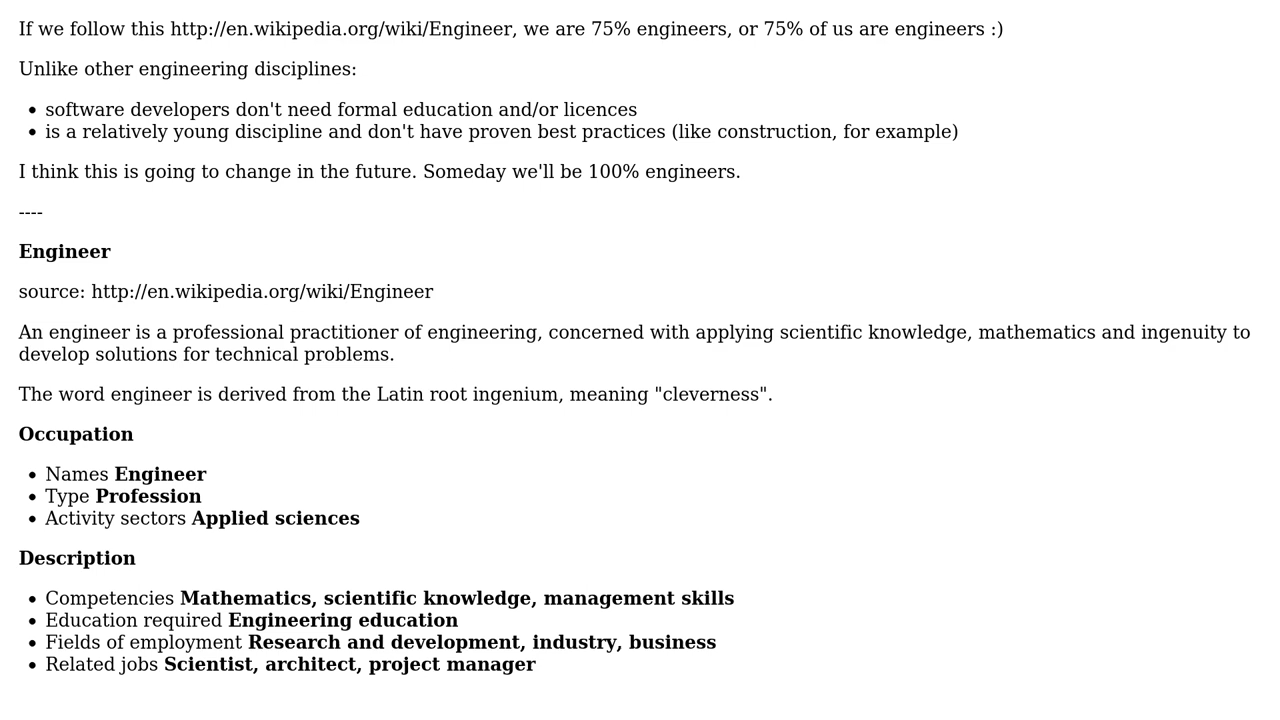 If we follow this http://en.wikipedia.org/wiki/Engineer, we are 75% engineers, or 75% of us are engineers :)
Unlike other engineering disciplines:
• software developers don't need formal education and/or licences
• is a relatively young discipline and don't have proven best practices (like construction, for example)
I think this is going to change in the future. Someday we'll be 100% engineers.
----
Engineer
source: http://en.wikipedia.org/wiki/Engineer
An engineer is a professional practitioner of engineering, concerned with applying scientific knowledge, mathematics and ingenuity to
develop solutions for technical problems.
The word engineer is derived from the Latin root ingenium, meaning "cleverness".
Occupation
• Names Engineer
• Type Profession
• Activity sectors Applied sciences
Description
• Competencies Mathematics, scientific knowledge, management skills
• Education required Engineering education
• Fields of employment Research and development, industry, business
• Related jobs Scientist, architect, project manager